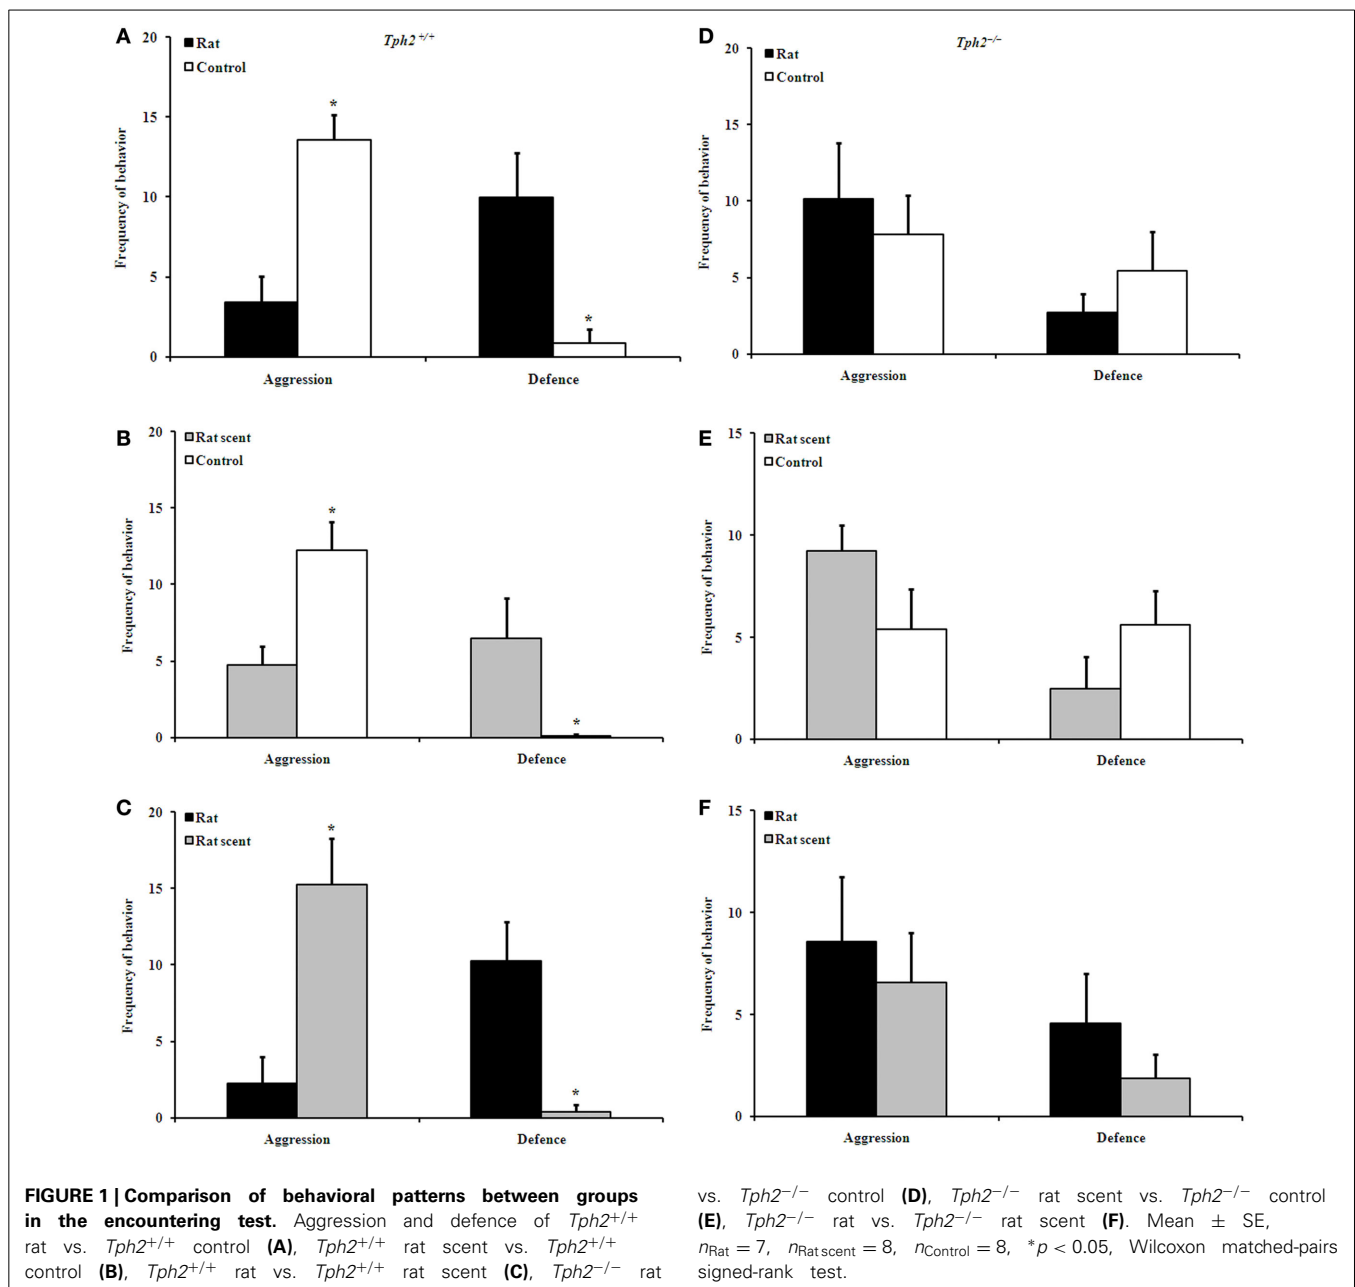 A
Tph2+/+
20
15
10
5
0
Rat
Control
*
*
Frequency of behavior
Aggression
Defence
B
20
15
10
5
0
Rat scent
Control
*
*
Frequency of behavior
Aggression
Defence
C
20
15
10
5
0
Rat
Rat scent
*
*
Frequency of behavior
Aggression
Defence
D
Tph2−/−
20
15
10
5
0
Rat
Control
Frequency of behavior
Aggression
Defence
E
15
10
5
0
Rat scent
Control
Frequency of behavior
Aggression
Defence
F
15
10
5
0
Rat
Rat scent
Frequency of behavior
Aggression
Defence
FIGURE 1 | Comparison of behavioral patterns between groups
in the encountering test. Aggression and defence of Tph2+/+
rat vs. Tph2+/+ control (A), Tph2+/+ rat scent vs. Tph2+/+
control (B), Tph2+/+ rat vs. Tph2+/+ rat scent (C), Tph2−/− rat
vs. Tph2−/− control (D), Tph2−/− rat scent vs. Tph2−/− control
(E), Tph2−/− rat vs. Tph2−/− rat scent (F). Mean ± SE,
nRat = 7, nRat scent = 8, nControl = 8, *p < 0.05, Wilcoxon matched-pairs
signed-rank test.